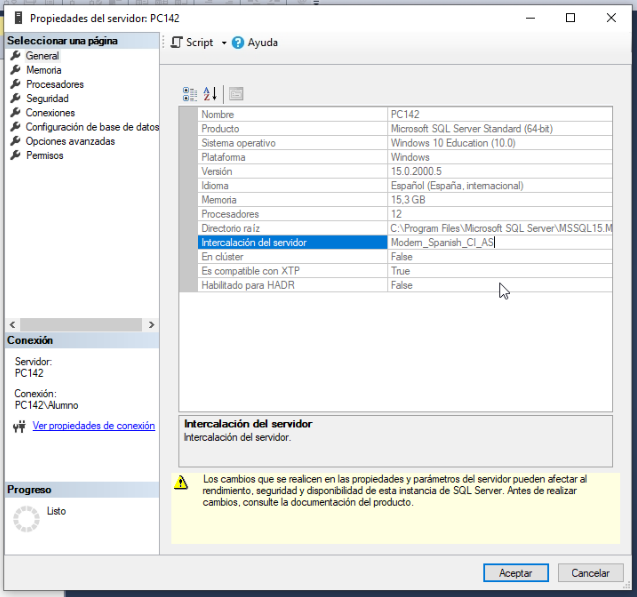 Propiedades del servidor: PC142
Seleccionar una página
General
Memoria
Procesadores
Seguridad
Conexiones
Configuración de base de datos
Opciones avanzadas
Permisos
Script
Ayuda
Nombre PC142
Producto Microsoft SQL Server Standard (64-bit)
Sistema operativo Windows 10 Education (10.0)
Plataforma Windows
Versión 15.0.2000.5
Idioma Español (España, internacional)
Memoria 15,3 GB
Procesadores 12
Directorio raíz C:\Program Files\Microsoft SQL Server\MSSQL15.M
Intercalación del servidor Modern_Spanish_CI_AS
En clúster False
Es compatible con XTP True
Habilitado para HADR False
Conexión
Servidor:
PC142
Conexión:
PC142\Alumno
Ver propiedades de conexión
Intercalación del servidor
Intercalación del servidor.
Progreso
Listo
Los cambios que se realicen en las propiedades y parámetros del servidor pueden afectar al
rendimiento, seguridad y disponibilidad de esta instancia de SQL Server. Antes de realizar
cambios, consulte la documentación del producto.
Aceptar
Cancelar